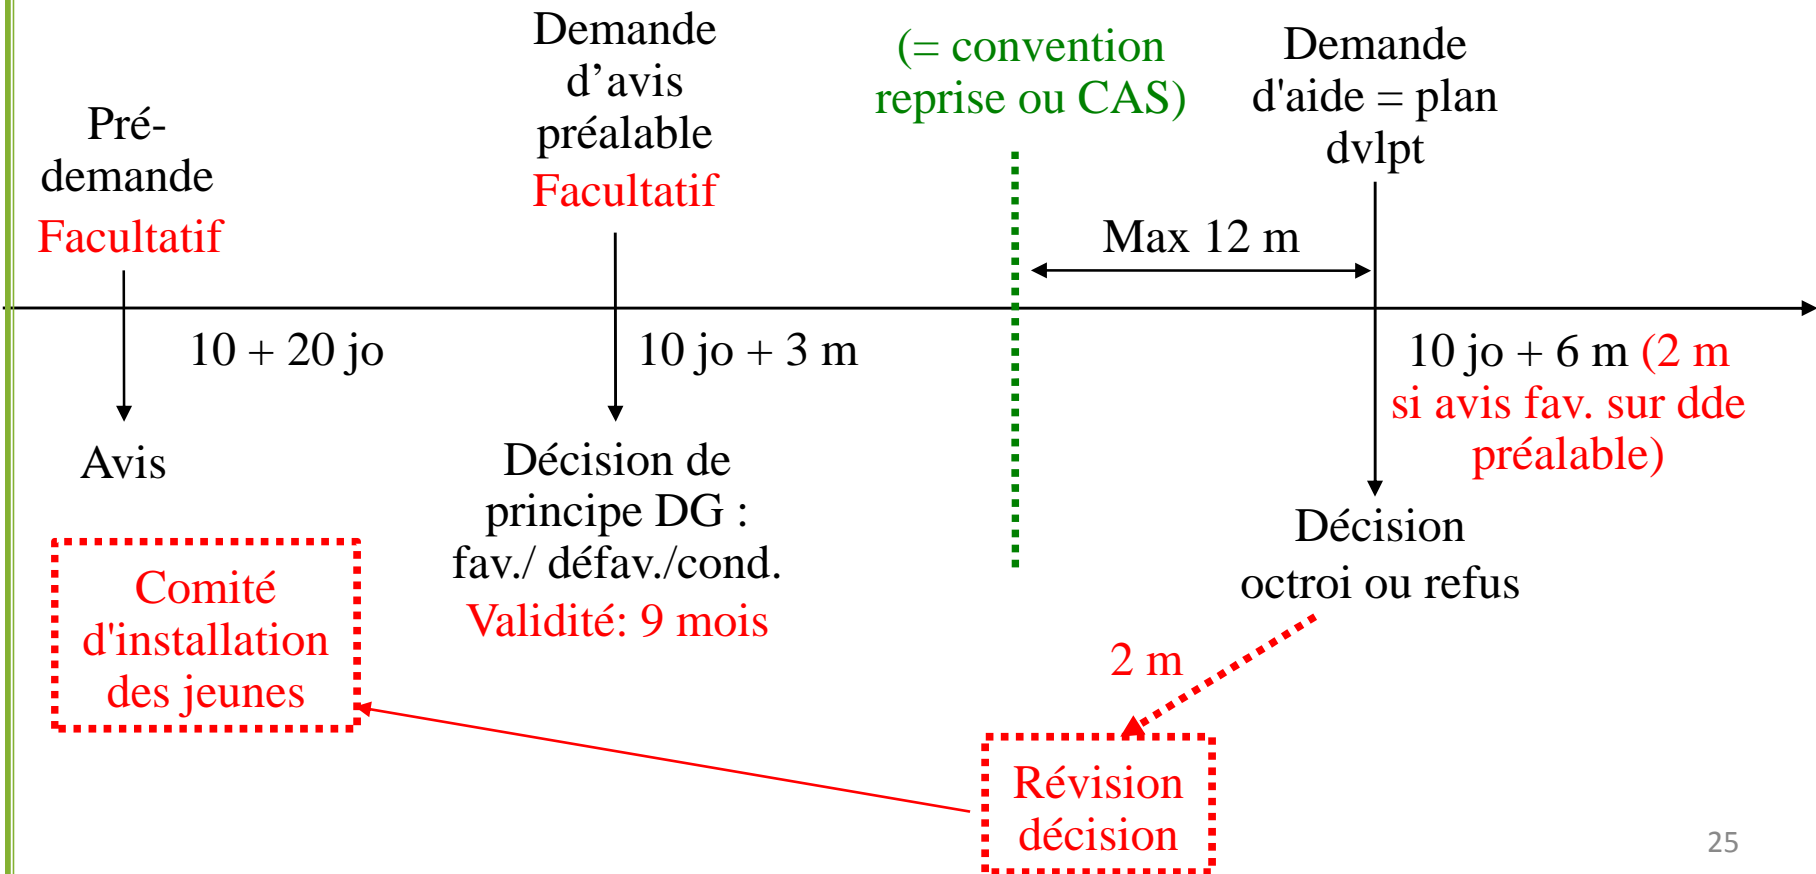 Pré-
demande
Facultatif
Demande
d’avis
préalable
Facultatif
(= convention
reprise ou CAS)
Demande
d'aide = plan
dvlpt
Max 12 m
10 + 20 jo
10 jo + 3 m
10 jo + 6 m (2 m
si avis fav. sur dde
préalable)
Avis
Décision de
principe DG :
fav./ défav./cond.
Validité: 9 mois
Décision
octroi ou refus
Comité
d'installation
des jeunes
2 m
Révision
décision
25